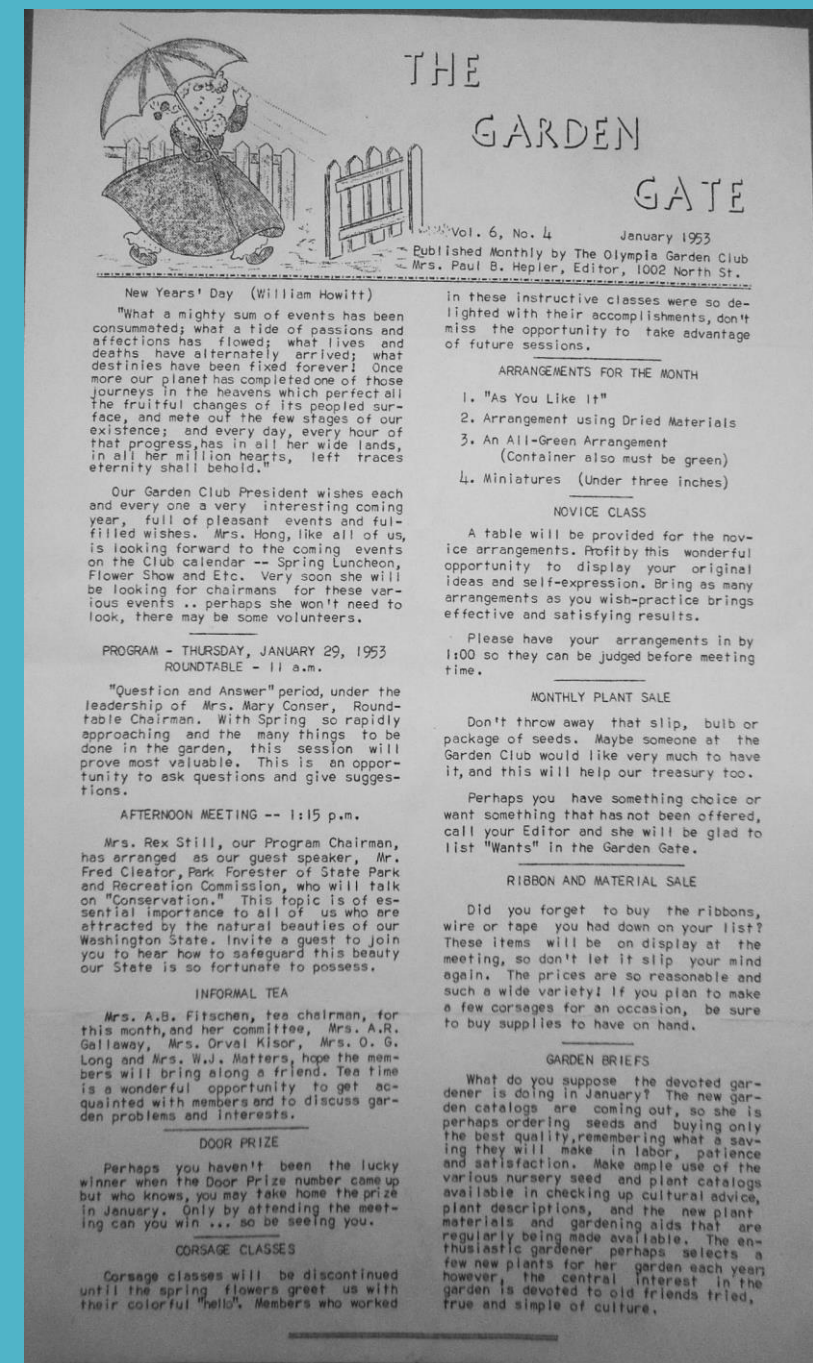 THE
GARDEN
GATE
Vol. 6, No. 4 January 1953
Published Monthly by The Olympia Garden Club
Mrs. Paul B. Hepler, Editor, 1002 North St.
New Years' Day (William Howitt)
"What a mighty sum of events has been
consummated; what a tide of passions and
affections has flowed; what lives and
deaths have alternately arrived; what
destinies have been fixed forever! Once
more our planet has completed one of those
journeys in the heavens which perfect all
the fruitful changes of its peopled sur-
face, and mete out the few stages of our
existence; and every day, every hour of
that progress,has in all her wide lands,
in all her million hearts, left traces
eternity shall behold."
Our Garden Club President wishes each
and every one a very interesting coming
year, full of pleasant events and ful-
filled wishes. Mrs. Hong, like all of us,
is looking forward to the coming events
on the Club calendar -- Spring Luncheon,
Flower Show and Etc. Very soon she will
be looking for chairmans for these var-
ious events .. perhaps she won't need to
look, there may be some volunteers.
PROGRAM - THURSDAY, JANUARY 29, 1953
ROUNDTABLE - 11 a.m.
"Question and Answer" period, under the
leadership of Mrs. Mary Conser, Round-
table Chairman. With Spring so rapidly
approaching and the many things to be
done in the garden, this session will
prove most valuable. This is an oppor-
tunity to ask questions and give sugges-
tions.
AFTERNOON MEETING -- 1:15 p.m.
Mrs. Rex Still, our Program Chairman,
has arranged as our guest speaker, Mr.
Fred Cleator, Park Forester of State Park
and Recreation Commission, who will talk
on "Conservation." This topic is of es-
sential importance to all of us who are
attracted by the natural beauties of our
Washington State. Invite a guest to join
you to hear how to safeguard this beauty
our State is so fortunate to possess.
INFORMAL TEA
Mrs. A.B. Fitschen, tea chairman, for
this month,and her committee, Mrs. A.R.
Gallaway, Mrs. Orval Kisor, Mrs. O. G.
Long and Mrs. W.J. Matters, hope the mem-
bers will bring along a friend. Tea time
is a wonderful opportunity to get ac-
quainted with members and to discuss gar-
den problems and interests.
DOOR PRIZE
Perhaps you haven't been the lucky
winner when the Door Prize number came up
but who knows, you may take home the prize
in January. Only by attending the meet-
ing can you win ... so be seeing you.
CORSAGE CLASSES
Corsage classes will be discontinued
until the spring flowers greet us with
their colorful "hello". Members who worked
in these instructive classes were so de-
lighted with their accomplishments, don't
miss the opportunity to take advantage
of future sessions.
ARRANGEMENTS FOR THE MONTH
1. "As You Like It"
2. Arrangement using Dried Materials
3. An All-Green Arrangement
(Container also must be green)
4. Miniatures (Under three inches)
NOVICE CLASS
A table will be provided for the nov-
ice arrangements. Profit by this wonderful
opportunity to display your original
ideas and self-expression. Bring as many
arrangements as you wish-practice brings
effective and satisfying results.
Please have your arrangements in by
1:00 so they can be judged before meeting
time.
MONTHLY PLANT SALE
Don't throw away that slip, bulb or
package of seeds. Maybe someone at the
Garden Club would like very much to have
it, and this will help our treasury too.
Perhaps you have something choice or
want something that has not been offered,
call your Editor and she will be glad to
list "Wants" in the Garden Gate.
RIBBON AND MATERIAL SALE
Did you forget to buy the ribbons,
wire or tape you had down on your list?
These items will be on display at the
meeting, so don't let it slip your mind
again. The prices are so reasonable and
such a wide variety! If you plan to make
a few corsages for an occasion, be sure
to buy supplies to have on hand.
GARDEN BRIEFS
What do you suppose the devoted gar-
dener is doing in January? The new gar-
den catalogs are coming out, so she is
perhaps ordering seeds and buying only
the best quality,remembering what a sav-
ing they will make in labor, patience
and satisfaction. Make ample use of the
various nursery seed and plant catalogs
available in checking up cultural advice,
plant descriptions, and the new plant
materials and gardening aids that are
regularly being made available. The en-
thusiastic gardener perhaps selects a
few new plants for her garden each year;
however, the central interest in the
garden is devoted to old friends tried,
true and simple of culture.